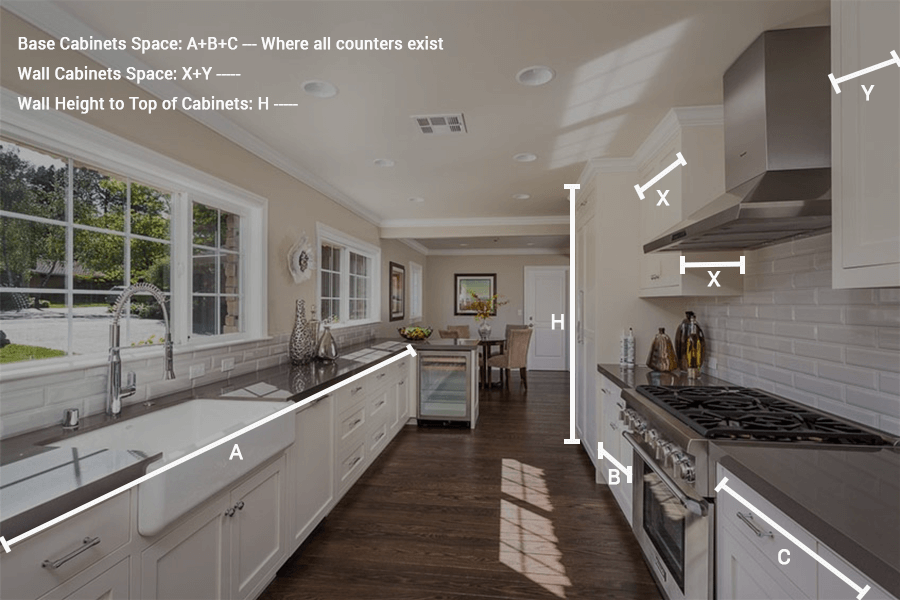 Base Cabinets Space: A+B+C --- Where all counters exist
Wall Cabinets Space: X+Y -----
Wall Height to Top of Cabinets: H -----
Y
X
X
H
A
B
C